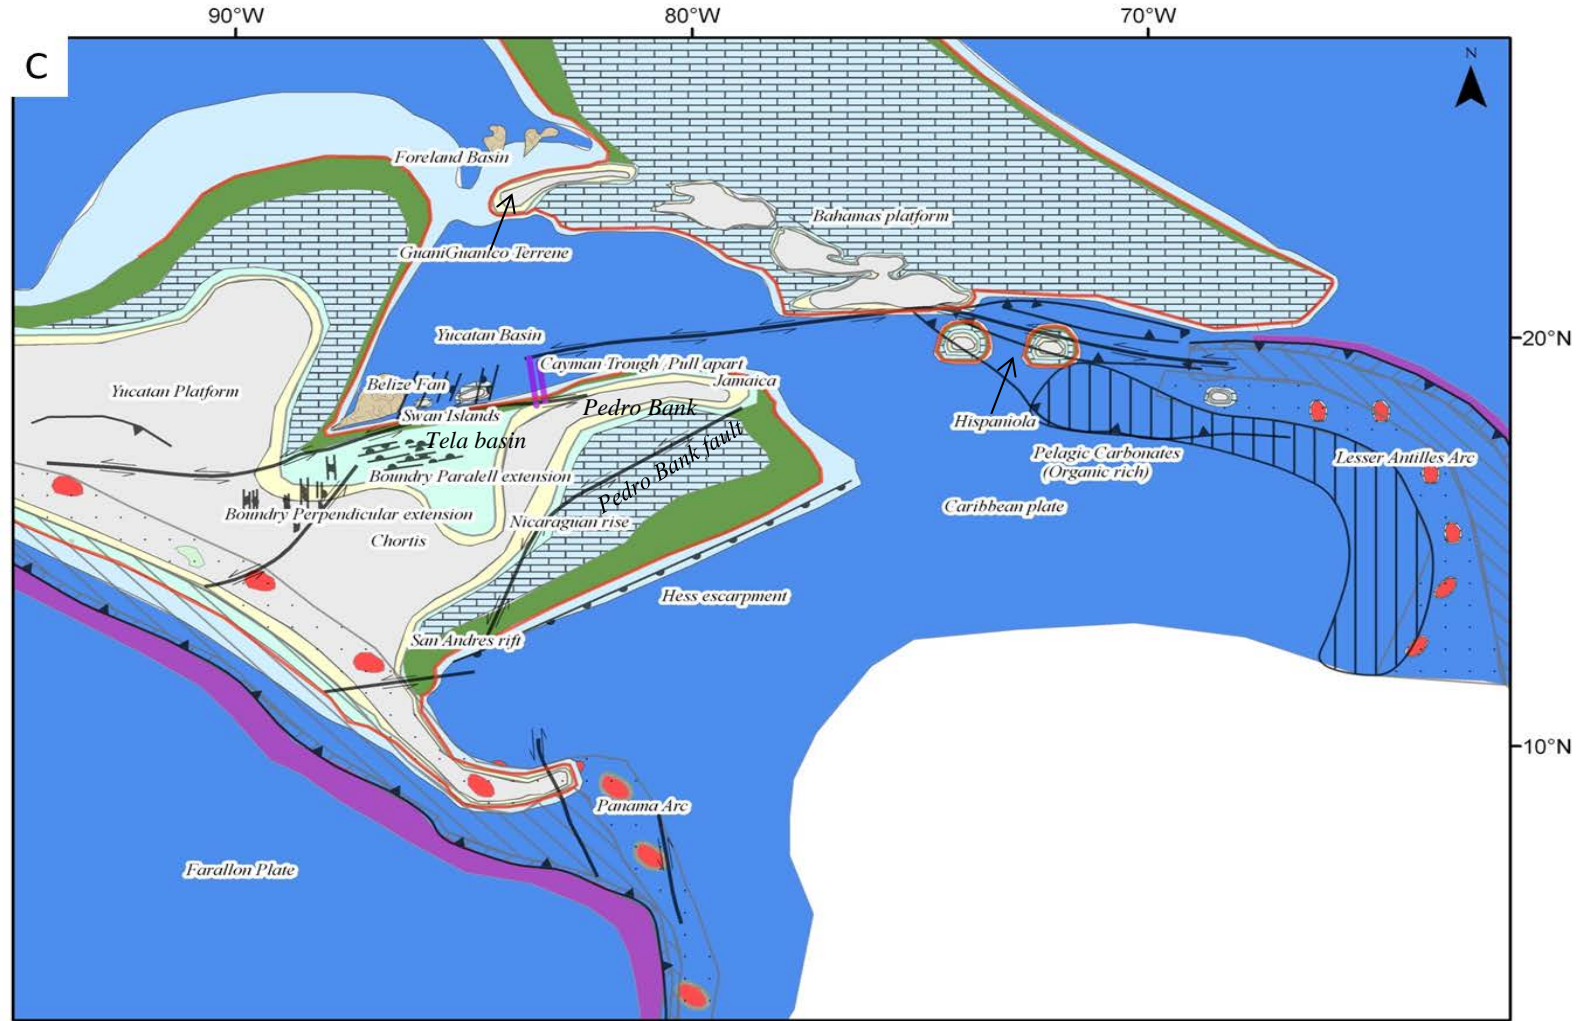 90°W
80°W
70°W
C
N
Foreland Basin
Bahamas platform
GuaniGuanico Terrene
Yucatan Basin
20°N
Cayman Trough/Pull apart
Yucatan Platform
Belize Fan
Jamaica
Swan Islands
Pedro Bank
Hispaniola
Tela basin
Pedro Bank fault
Pelagic Carbonates
(Organic rich)
Lesser Antilles Arc
Boundry Paralell extension
Caribbean plate
Boundry Perpendicular extension
Nicaraguan rise
Chortis
Hess escarpment
San Andres rift
10°N
Panama Arc
Farallon Plate